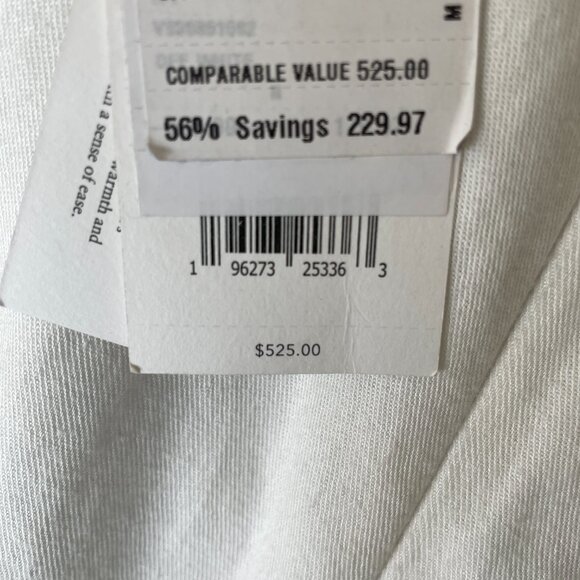 M
COMPARABLE VALUE 525.00
56% Savings 229.97
1 96273 25336 3
$525.00
warmth and
a sense of ease.